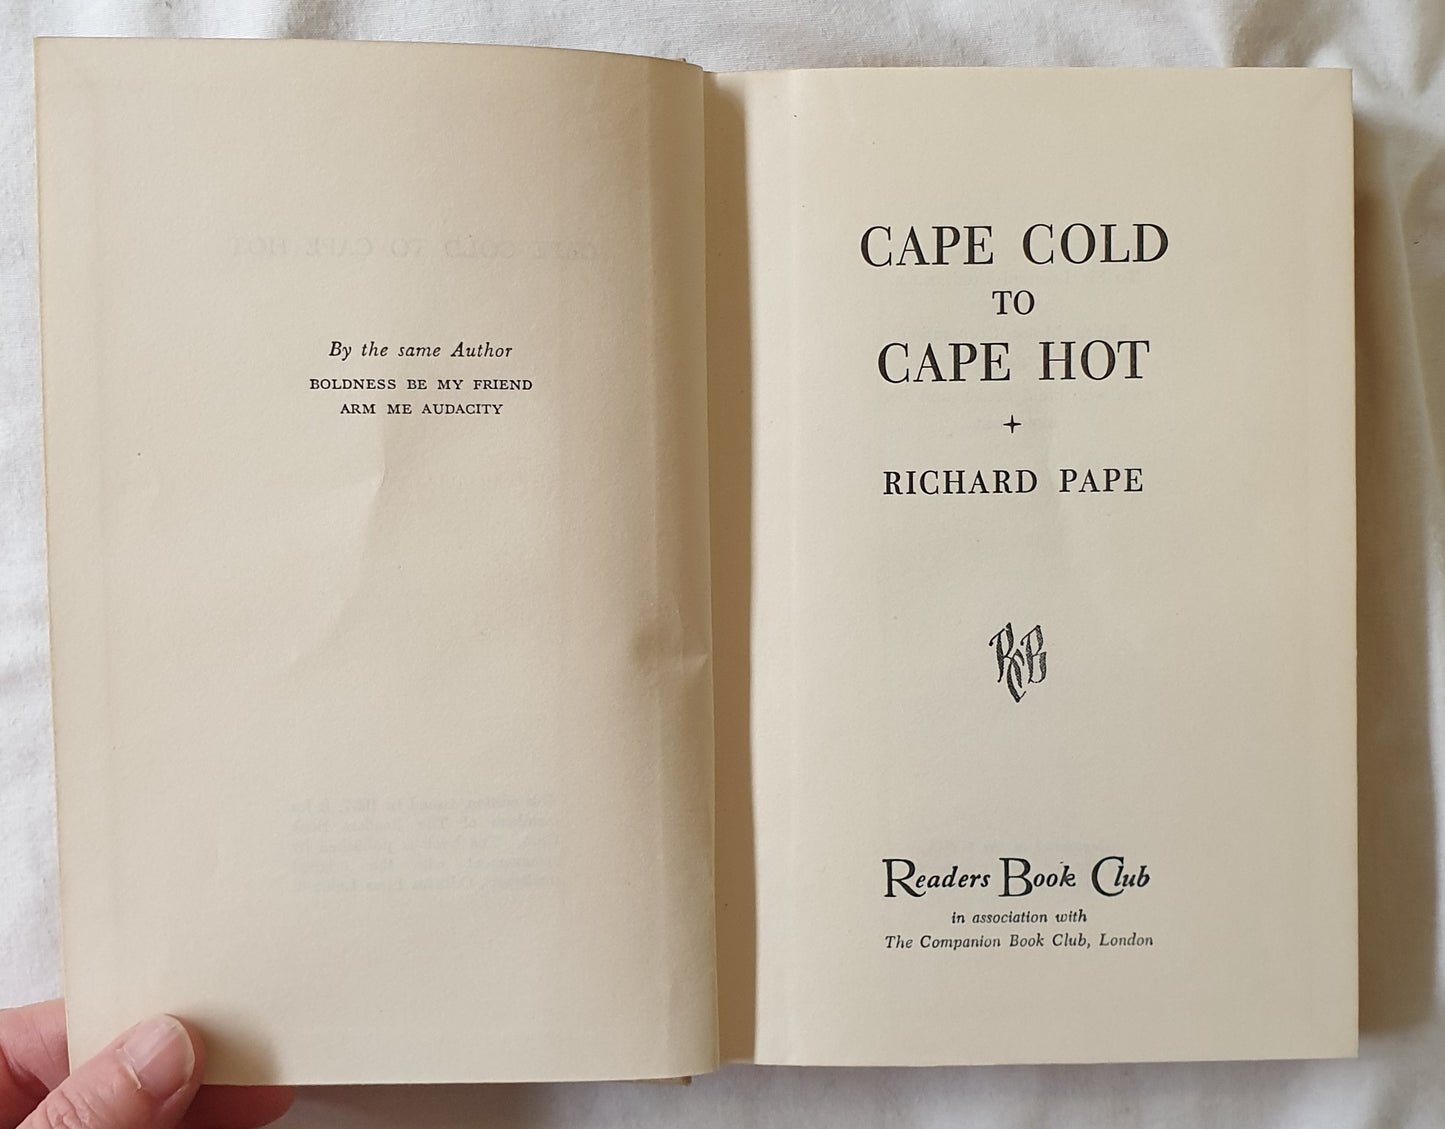 By the same Author
BOLDNESS BE MY FRIEND
ARM ME AUDACITY
CAPE COLD
TO
CAPE HOT
RICHARD PAPE
RBC
Readers Book Club
in association with
The Companion Book Club, London